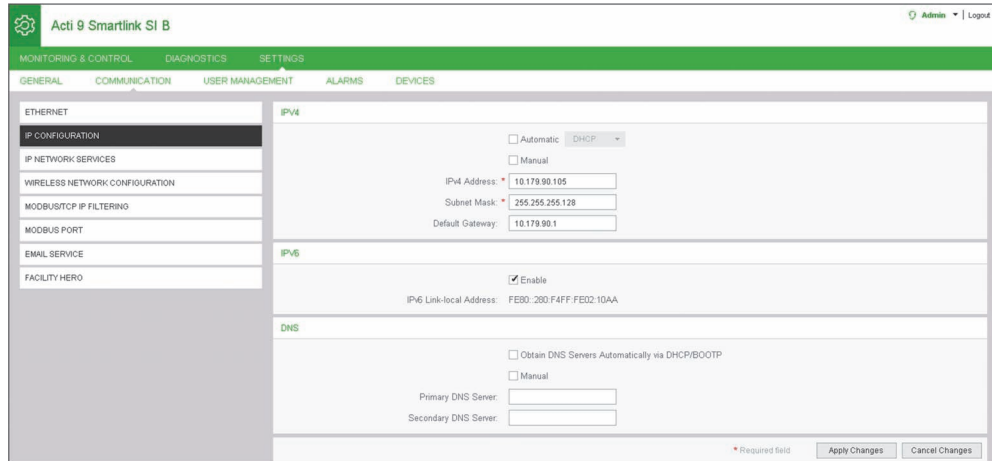 Acti 9 Smartlink SI B
Admin | Logout
MONITORING & CONTROL DIAGNOSTICS SETTINGS
GENERAL COMMUNICATION USER MANAGEMENT ALARMS DEVICES
ETHERNET
IP CONFIGURATION
IP NETWORK SERVICES
WIRELESS NETWORK CONFIGURATION
MODBUS/TCP IP FILTERING
MODBUS PORT
EMAIL SERVICE
FACILITY HERO
IPV4
Automatic DHCP
Manual
IPv4 Address: * 10.179.90.105
Subnet Mask: * 255.255.255.128
Default Gateway: 10.179.90.1
IPV6
Enable
IPv6 Link-local Address: FE80::280:F4FF:FE02:10AA
DNS
Obtain DNS Servers Automatically via DHCP/BOOTP
Manual
Primary DNS Server:
Secondary DNS Server:
* Required field Apply Changes Cancel Changes